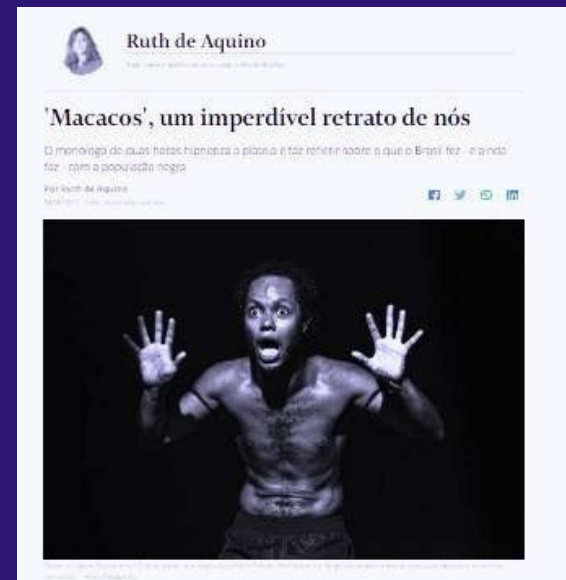 Ruth de Aquino
'Macacos', um imperdível retrato de nós
O monólogo de duas horas hipnotiza a plateia e faz refletir sobre o que o Brasil fez - e ainda
faz - com a população negra
Por Ruth de Aquino